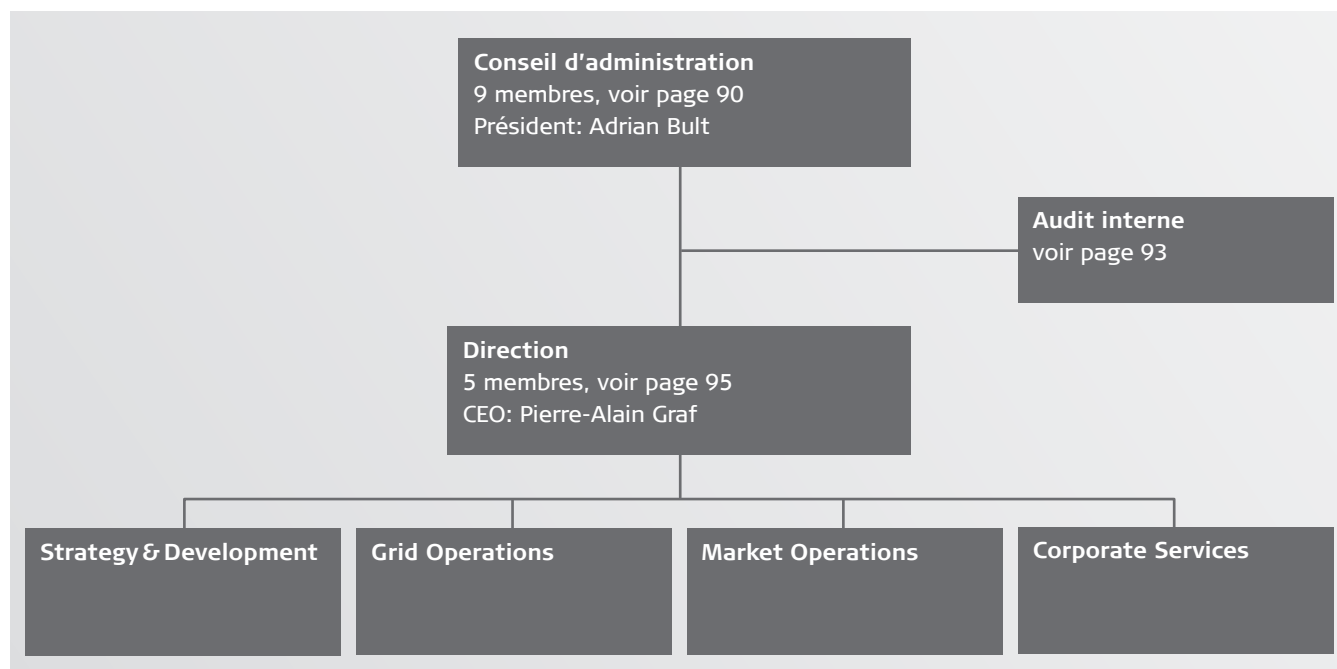 Conseil d'administration
9 membres, voir page 90
Président: Adrian Bult
Audit interne
voir page 93
Direction
5 membres, voir page 95
CEO: Pierre-Alain Graf
Strategy & Development
Grid Operations
Market Operations
Corporate Services